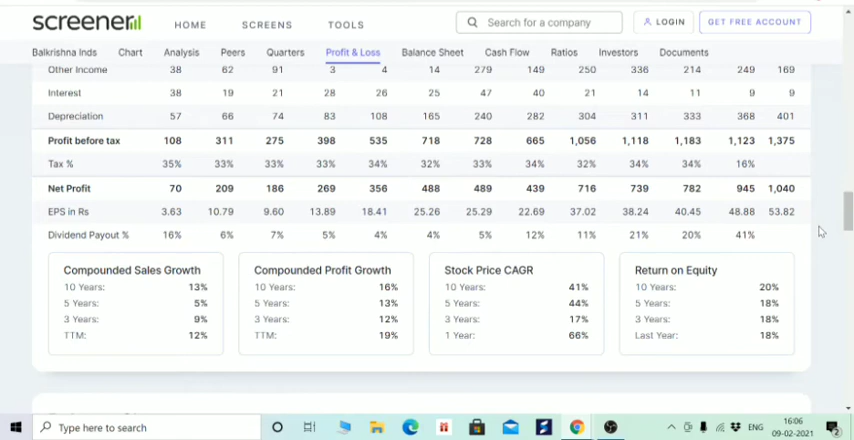 screener
HOME SCREENS TOOLS Search for a company LOGIN GET FREE ACCOUNT
Balkrishna Inds Chart Analysis Peers Quarters Profit & Loss Balance Sheet Cash Flow Ratios Investors Documents
Other Income 38 62 91 3 4 14 279 149 250 336 214 249 169
Interest 38 19 21 28 26 25 47 40 21 14 11 9 9
Depreciation 57 66 74 83 108 165 240 282 304 311 333 368 401
Profit before tax 108 311 275 398 535 718 728 665 1,056 1,118 1,183 1,123 1,375
Tax % 35% 33% 33% 33% 34% 32% 33% 34% 32% 34% 34% 16%
Net Profit 70 209 186 269 356 488 489 439 716 739 782 945 1,040
EPS in Rs 3.63 10.79 9.60 13.89 18.41 25.26 25.29 22.69 37.02 38.24 40.45 48.88 53.82
Dividend Payout % 16% 6% 7% 5% 4% 4% 5% 12% 11% 21% 20% 41%
Compounded Sales Growth
10 Years: 13%
5 Years: 5%
3 Years: 9%
TTM: 12%
Compounded Profit Growth
10 Years: 16%
5 Years: 13%
3 Years: 12%
TTM: 19%
Stock Price CAGR
10 Years: 41%
5 Years: 44%
3 Years: 17%
1 Year: 66%
Return on Equity
10 Years: 20%
5 Years: 18%
3 Years: 18%
Last Year: 18%
Type here to search
ENG
16:06
09-02-2021
2